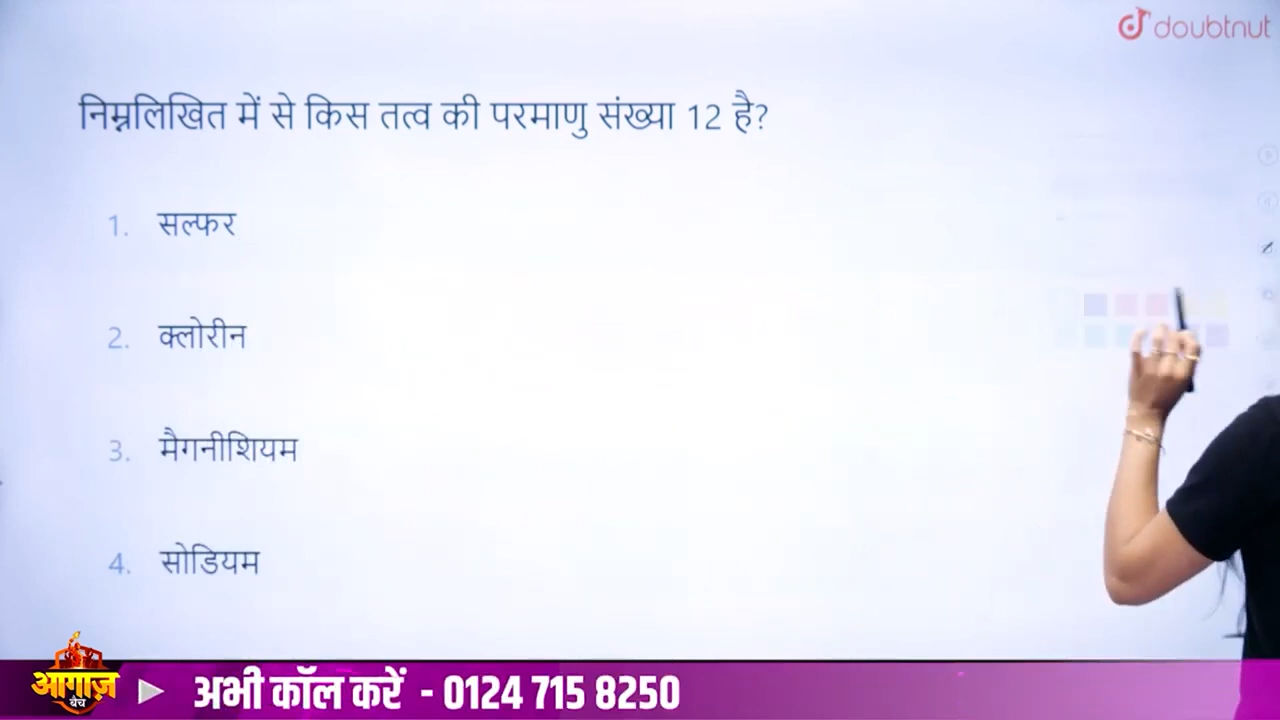 doubtnut
निम्नलिखित में से किस तत्व की परमाणु संख्या 12 है?
1. सल्फर
2. क्लोरीन
3. मैगनीशियम
4. सोडियम
आगाज़
बैच
अभी कॉल करें - 0124 715 8250